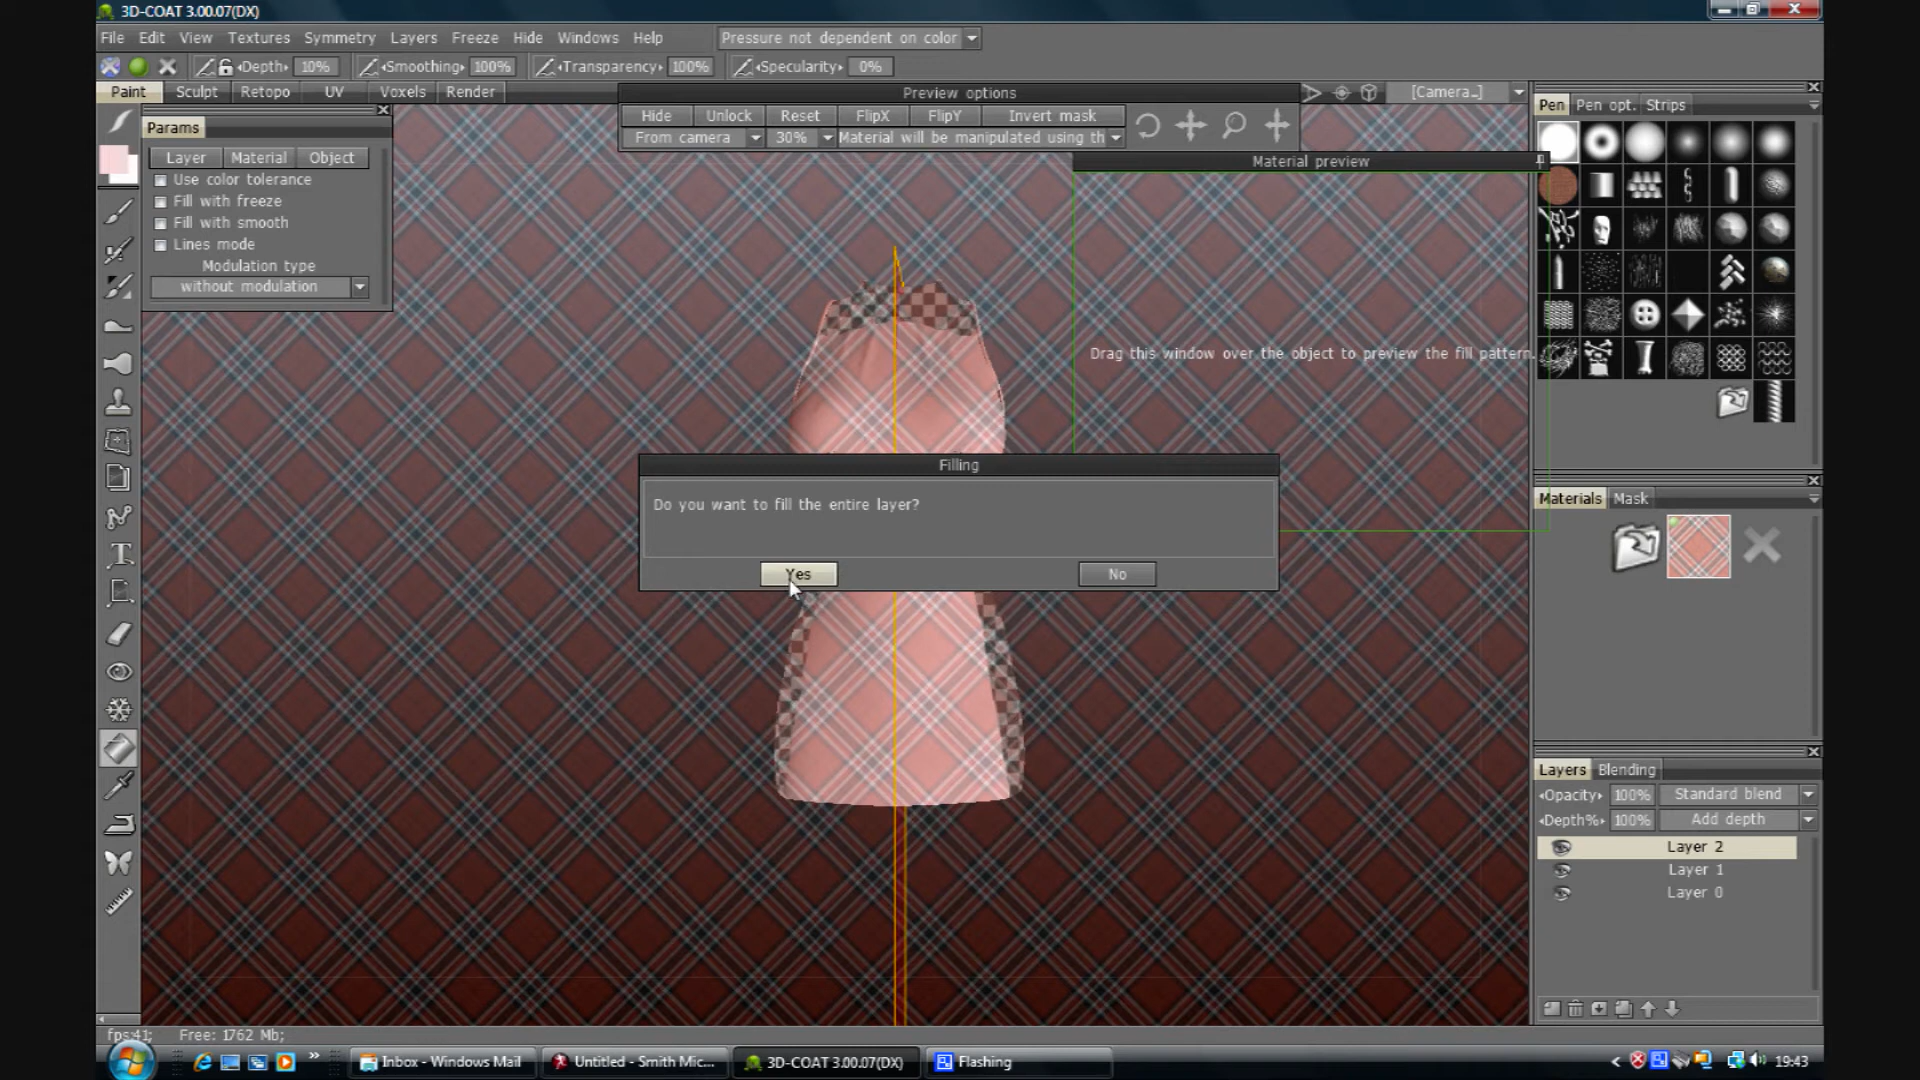 3D-COAT 3.00.07(DX)
File Edit View Textures Symmetry Layers Freeze Hide Windows Help Pressure not dependent on color
Depth 10% Smoothing 100% Transparency 100% Specularity 0%
Paint Sculpt Retopo UV Voxels Render
Preview options
[Camera_]
Hide Unlock Reset FlipX FlipY Invert mask
From camera 30% Material will be manipulated using th
Params
Layer Material Object
Use color tolerance
Fill with freeze
Fill with smooth
Lines mode
Modulation type
without modulation
Material preview
Drag this window over the object to preview the fill pattern.
Pen Pen opt. Strips
Filling
Do you want to fill the entire layer?
Yes No
Materials Mask
Layers Blending
Opacity 100% Standard blend
Depth% 100% Add depth
Layer 2
Layer 1
Layer 0
fps:41; Free: 1762 Mb;
Inbox - Windows Mail Untitled - Smith Mic... 3D-COAT 3.00.07(DX) Flashing 19:43